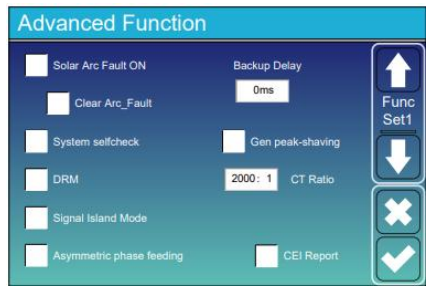 Advanced Function
Solar Arc Fault ON
Backup Delay
Clear Arc_Fault
0ms
Func
Set1
System selfcheck
Gen peak-shaving
DRM
2000: 1
CT Ratio
Signal Island Mode
Asymmetric phase feeding
CEI Report